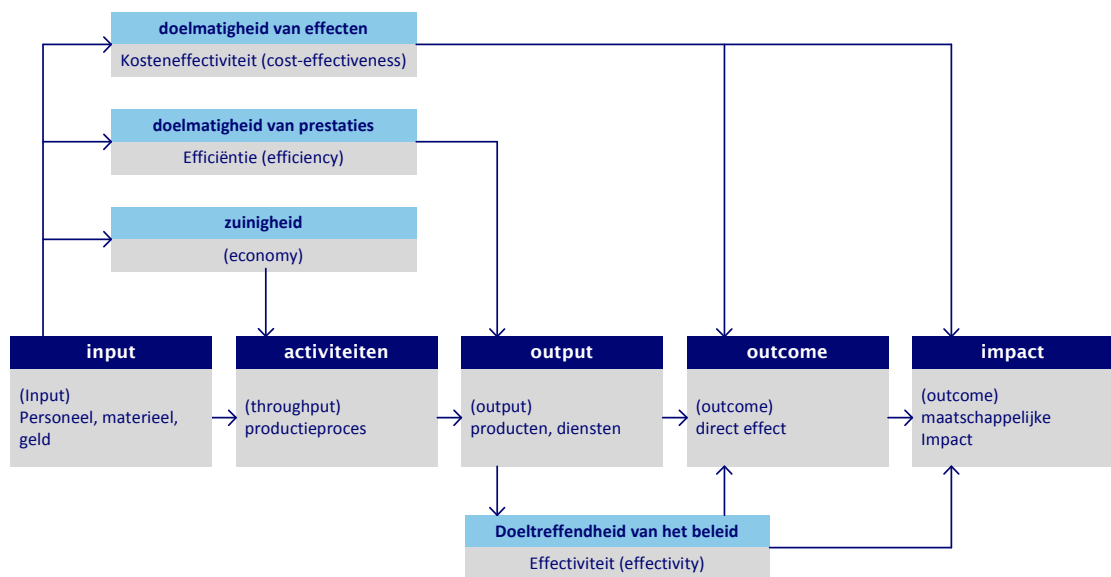 doelmatigheid van effecten
Kosteneffectiviteit (cost-effectiveness)
doelmatigheid van prestaties
Efficiëntie (efficiency)
zuinigheid
(economy)
input
(Input)
Personeel, materieel,
geld
activiteiten
(throughput)
productieproces
output
(output)
producten, diensten
outcome
(outcome)
direct effect
impact
(outcome)
maatschappelijke
Impact
Doeltreffendheid van het beleid
Effectiviteit (effectivity)